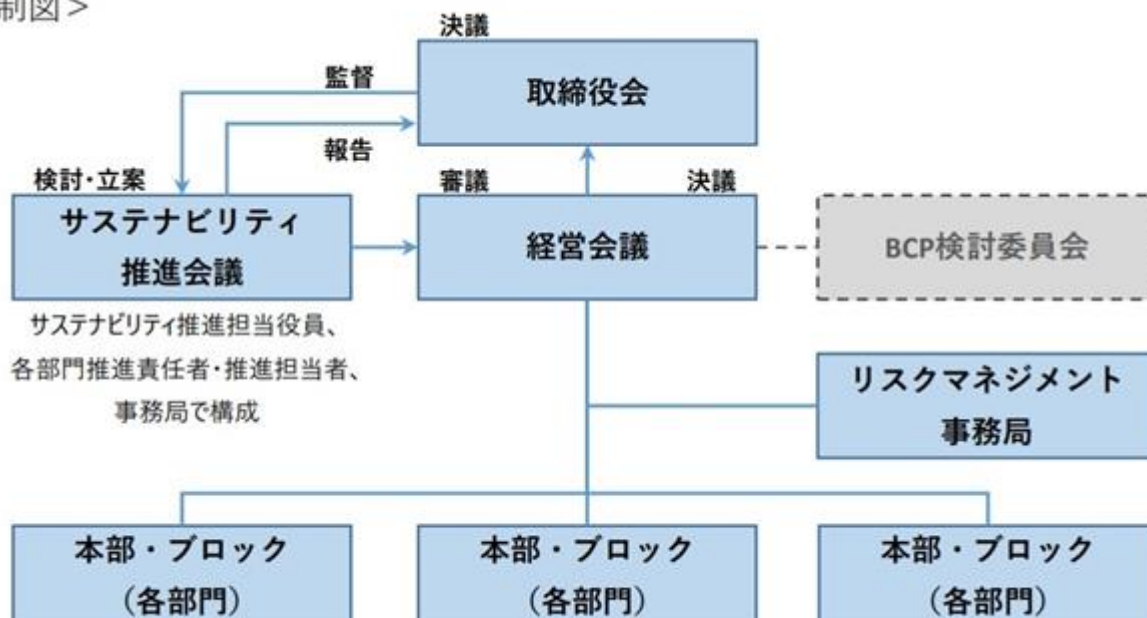 制図＞
決議
取締役会
監督
報告
検討・立案
サステナビリティ
推進会議
審議
決議
経営会議
BCP検討委員会
サステナビリティ推進担当役員、
各部門推進責任者・推進担当者、
事務局で構成
リスクマネジメント
事務局
本部・ブロック
（各部門）
本部・ブロック
（各部門）
本部・ブロック
（各部門）